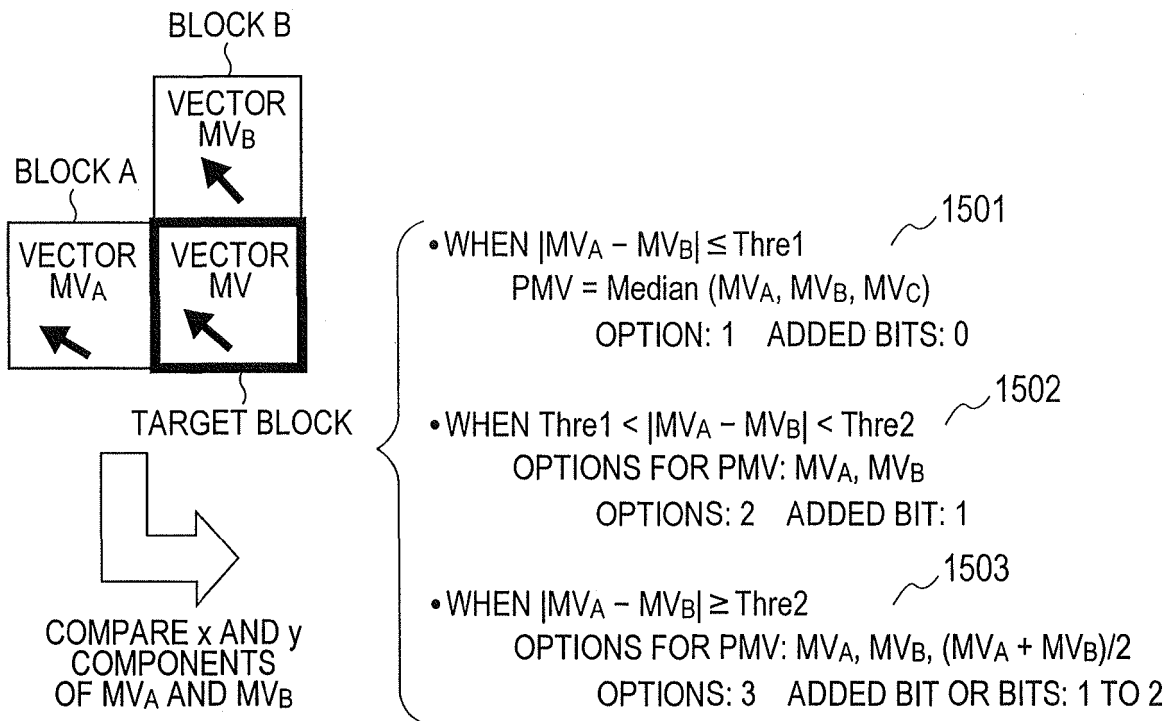 BLOCK B
VECTOR
MVB
BLOCK A
VECTOR
MVA
VECTOR
MV
TARGET BLOCK
COMPARE x AND y
COMPONENTS
OF MVA AND MVB
1501
• WHEN |MVA – MVB| ≤ Thre1
PMV = Median (MVA, MVB, MVC)
OPTION: 1 ADDED BITS: 0
1502
• WHEN Thre1 < |MVA – MVB| < Thre2
OPTIONS FOR PMV: MVA, MVB
OPTIONS: 2 ADDED BIT: 1
1503
• WHEN |MVA – MVB| ≥ Thre2
OPTIONS FOR PMV: MVA, MVB, (MVA + MVB)/2
OPTIONS: 3 ADDED BIT OR BITS: 1 TO 2